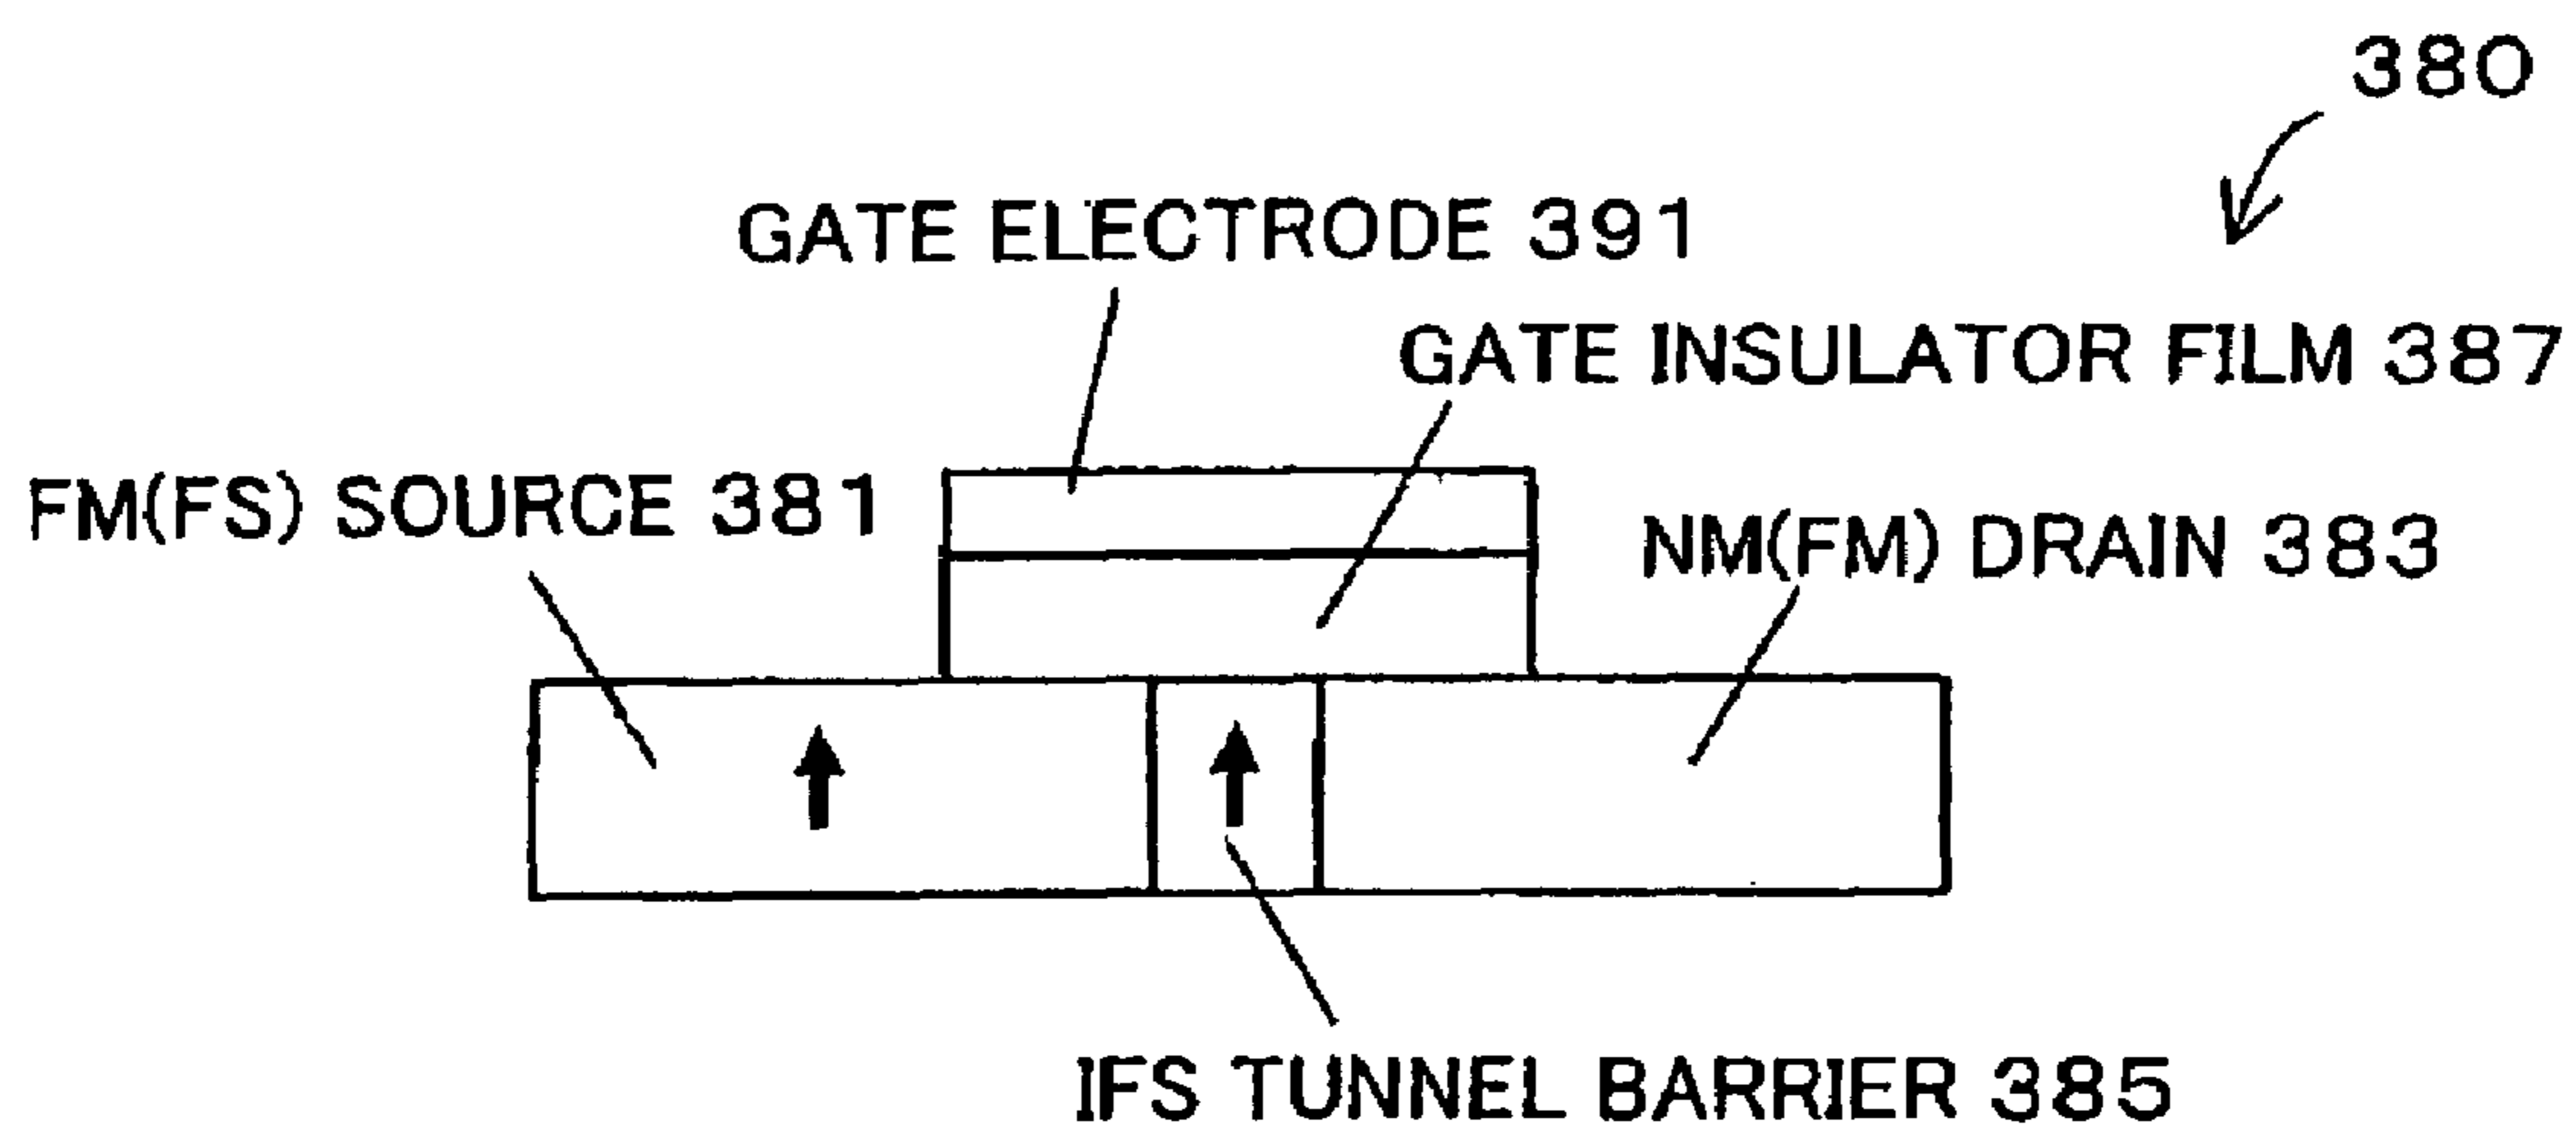 380
GATE ELECTRODE 391
GATE INSULATOR FILM 387
FM(FS) SOURCE 381
NM(FM) DRAIN 383
IFS TUNNEL BARRIER 385